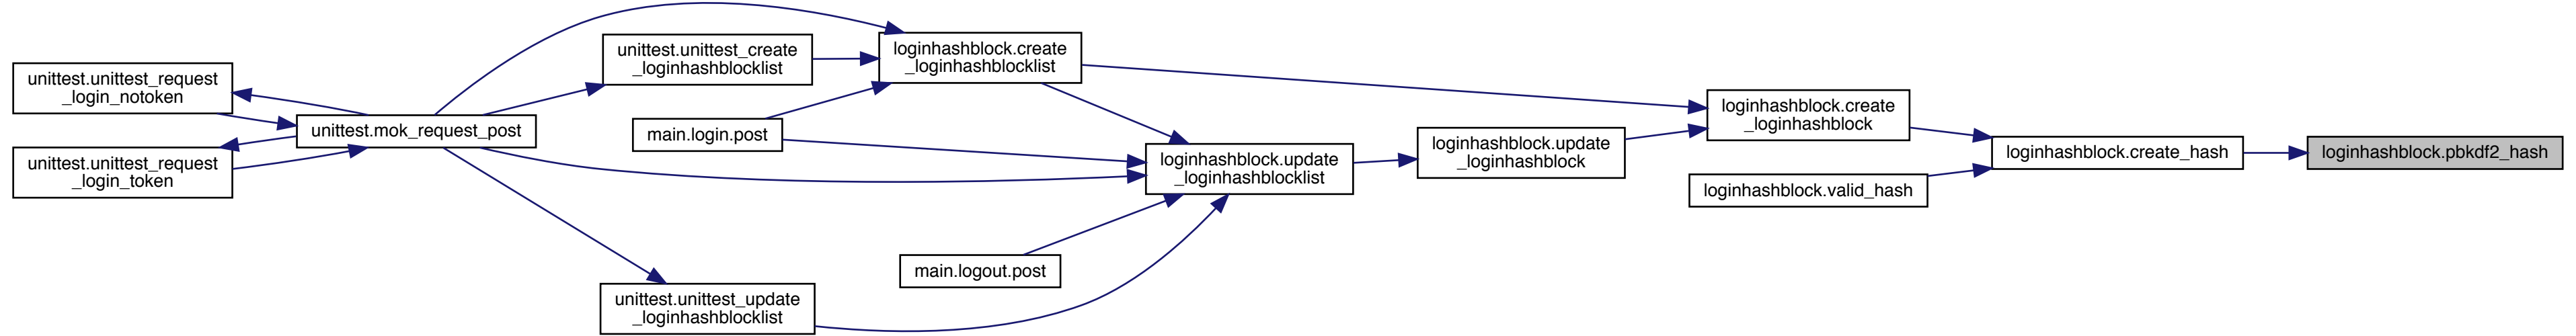 unittest.unittest_request
_login_notoken
unittest.unittest_request
_login_token
unittest.mok_request_post
unittest.unittest_create
_loginhashblocklist
main.login.post
unittest.unittest_update
_loginhashblocklist
loginhashblock.create
_loginhashblocklist
main.logout.post
loginhashblock.update
_loginhashblocklist
loginhashblock.update
_loginhashblock
loginhashblock.create
_loginhashblock
loginhashblock.valid_hash
loginhashblock.create_hash
loginhashblock.pbkdf2_hash